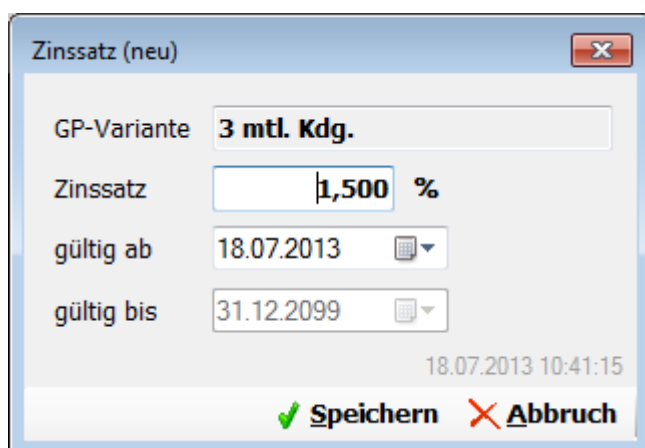 Zinssatz (neu)
GP-Variante 3 mtl. Kdg.
Zinssatz 1,500 %
gültig ab 18.07.2013
gültig bis 31.12.2099
18.07.2013 10:41:15
Speichern Abbruch